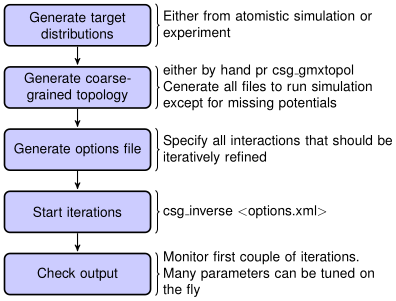 Generate target
distributions
Either from atomistic simulation or
experiment
Generate coarse-
grained topology
either by hand pr csg_gmxtopol
Cenerate all files to run simulation
except for missing potentials
Generate options file
Specify all interactions that should be
iteratively refined
Start iterations
csg_inverse <options.xml>
Check output
Monitor first couple of iterations.
Many parameters can be tuned on
the fly